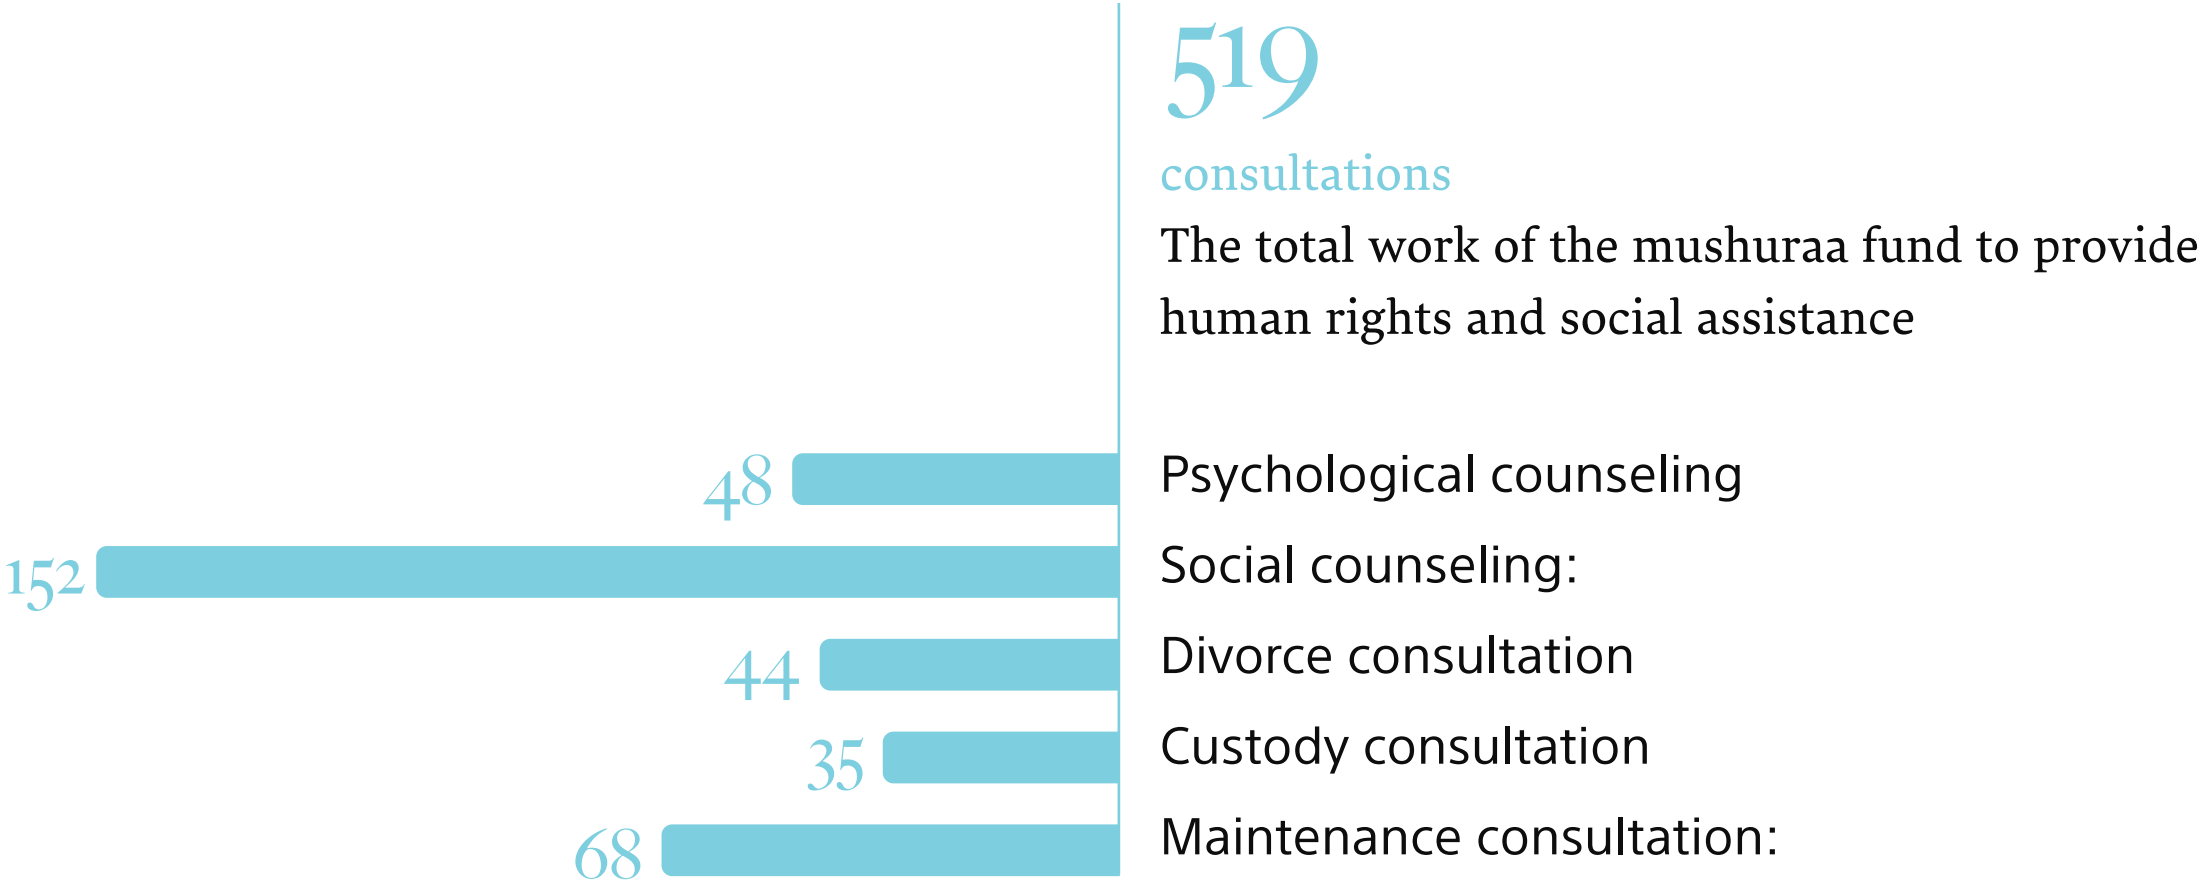 519
consultations
The total work of the mushuraa fund to provide
human rights and social assistance
48 Psychological counseling
152 Social counseling:
44 Divorce consultation
35 Custody consultation
68 Maintenance consultation: